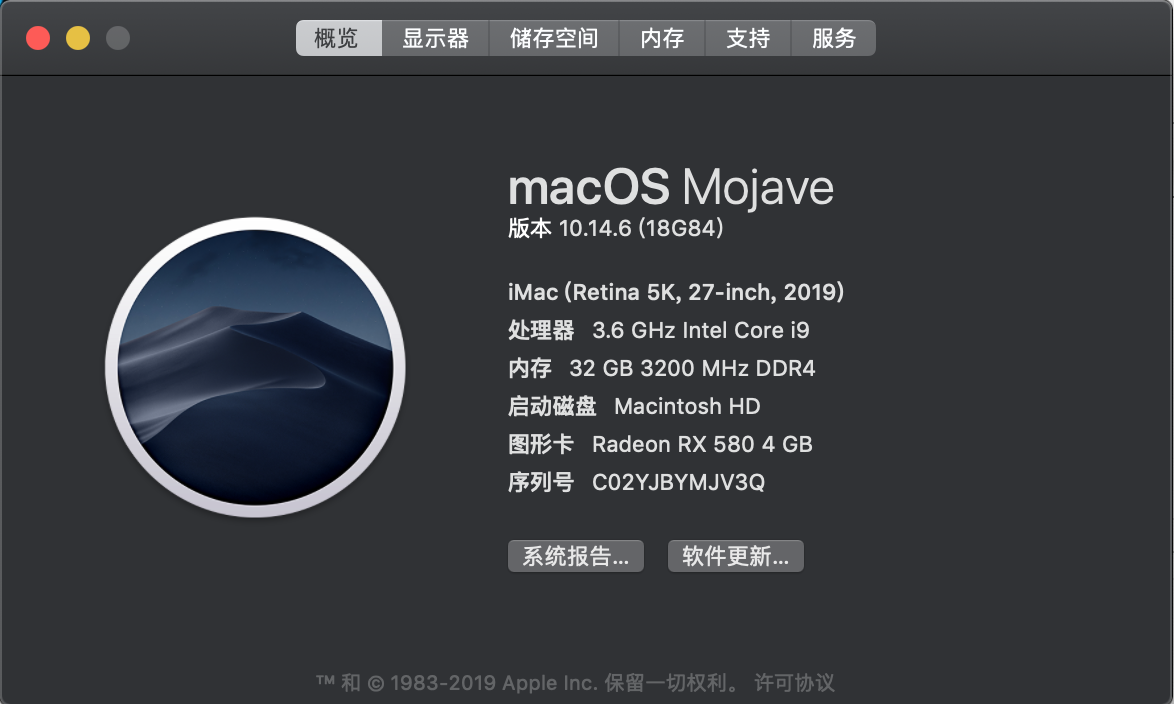 概览 显示器 储存空间 内存 支持 服务
macOS Mojave
版本 10.14.6 (18G84)
iMac (Retina 5K, 27-inch, 2019)
处理器 3.6 GHz Intel Core i9
内存 32 GB 3200 MHz DDR4
启动磁盘 Macintosh HD
图形卡 Radeon RX 580 4 GB
序列号 C02YJBYMJV3Q
系统报告... 软件更新...
™ 和 © 1983-2019 Apple Inc. 保留一切权利。 许可协议